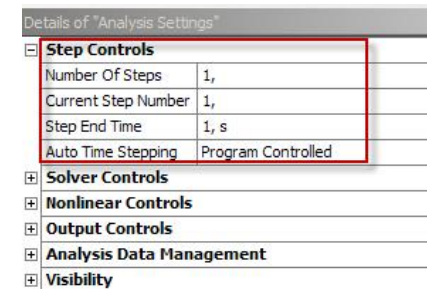 Details of "Analysis Settings"
Step Controls
Number Of Steps 1,
Current Step Number 1,
Step End Time 1, s
Auto Time Stepping Program Controlled
Solver Controls
Nonlinear Controls
Output Controls
Analysis Data Management
Visibility